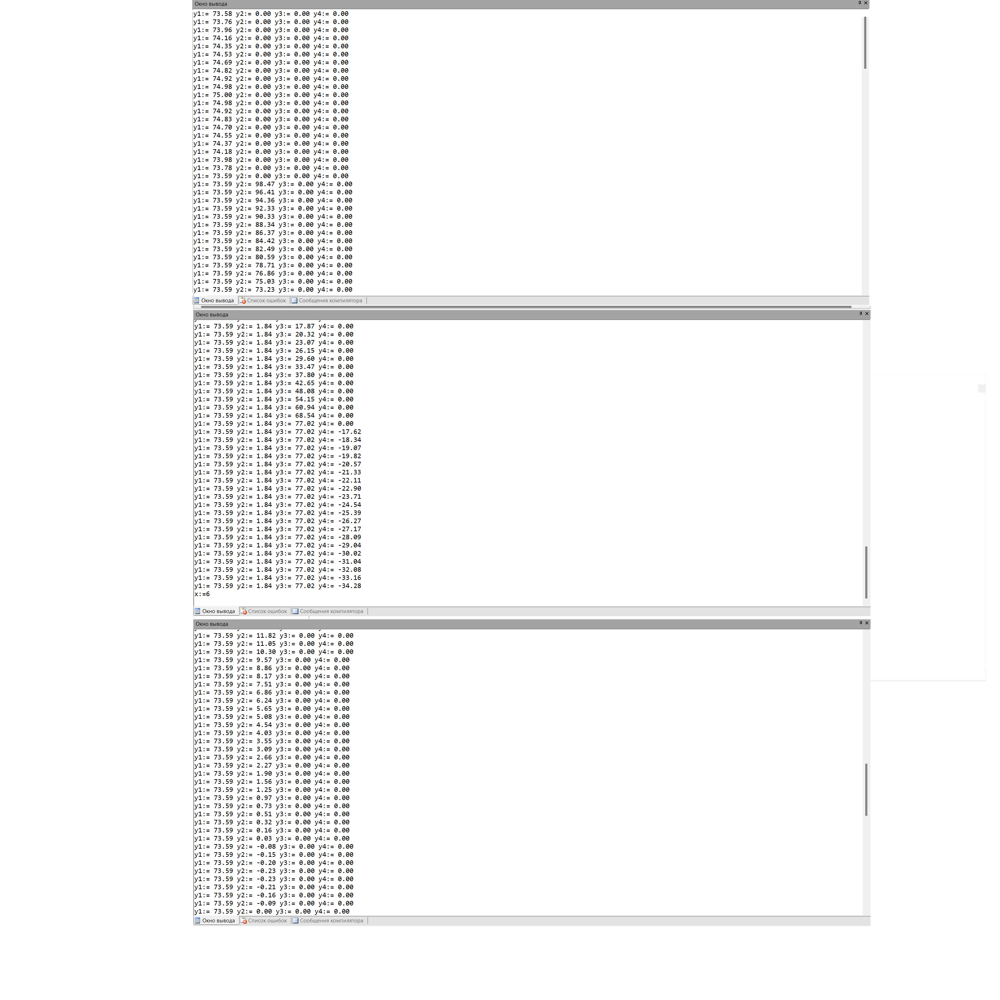 Окно вывода
y1:= 73.58 y2:= 0.00 y3:= 0.00 y4:= 0.00
y1:= 73.76 y2:= 0.00 y3:= 0.00 y4:= 0.00
y1:= 73.96 y2:= 0.00 y3:= 0.00 y4:= 0.00
y1:= 74.16 y2:= 0.00 y3:= 0.00 y4:= 0.00
y1:= 74.35 y2:= 0.00 y3:= 0.00 y4:= 0.00
y1:= 74.53 y2:= 0.00 y3:= 0.00 y4:= 0.00
y1:= 74.69 y2:= 0.00 y3:= 0.00 y4:= 0.00
y1:= 74.82 y2:= 0.00 y3:= 0.00 y4:= 0.00
y1:= 74.92 y2:= 0.00 y3:= 0.00 y4:= 0.00
y1:= 74.98 y2:= 0.00 y3:= 0.00 y4:= 0.00
y1:= 75.00 y2:= 0.00 y3:= 0.00 y4:= 0.00
y1:= 74.98 y2:= 0.00 y3:= 0.00 y4:= 0.00
y1:= 74.92 y2:= 0.00 y3:= 0.00 y4:= 0.00
y1:= 74.83 y2:= 0.00 y3:= 0.00 y4:= 0.00
y1:= 74.70 y2:= 0.00 y3:= 0.00 y4:= 0.00
y1:= 74.55 y2:= 0.00 y3:= 0.00 y4:= 0.00
y1:= 74.37 y2:= 0.00 y3:= 0.00 y4:= 0.00
y1:= 74.18 y2:= 0.00 y3:= 0.00 y4:= 0.00
y1:= 73.98 y2:= 0.00 y3:= 0.00 y4:= 0.00
y1:= 73.78 y2:= 0.00 y3:= 0.00 y4:= 0.00
y1:= 73.59 y2:= 0.00 y3:= 0.00 y4:= 0.00
y1:= 73.59 y2:= 98.47 y3:= 0.00 y4:= 0.00
y1:= 73.59 y2:= 96.41 y3:= 0.00 y4:= 0.00
y1:= 73.59 y2:= 94.36 y3:= 0.00 y4:= 0.00
y1:= 73.59 y2:= 92.33 y3:= 0.00 y4:= 0.00
y1:= 73.59 y2:= 90.33 y3:= 0.00 y4:= 0.00
y1:= 73.59 y2:= 88.34 y3:= 0.00 y4:= 0.00
y1:= 73.59 y2:= 86.37 y3:= 0.00 y4:= 0.00
y1:= 73.59 y2:= 84.42 y3:= 0.00 y4:= 0.00
y1:= 73.59 y2:= 82.49 y3:= 0.00 y4:= 0.00
y1:= 73.59 y2:= 80.59 y3:= 0.00 y4:= 0.00
y1:= 73.59 y2:= 78.71 y3:= 0.00 y4:= 0.00
y1:= 73.59 y2:= 76.86 y3:= 0.00 y4:= 0.00
y1:= 73.59 y2:= 75.03 y3:= 0.00 y4:= 0.00
y1:= 73.59 y2:= 73.23 y3:= 0.00 y4:= 0.00
Окно вывода Список ошибок Сообщения компилятора
Окно вывода
y1:= 73.59 y2:= 1.84 y3:= 17.87 y4:= 0.00
y1:= 73.59 y2:= 1.84 y3:= 20.32 y4:= 0.00
y1:= 73.59 y2:= 1.84 y3:= 23.07 y4:= 0.00
y1:= 73.59 y2:= 1.84 y3:= 26.15 y4:= 0.00
y1:= 73.59 y2:= 1.84 y3:= 29.60 y4:= 0.00
y1:= 73.59 y2:= 1.84 y3:= 33.47 y4:= 0.00
y1:= 73.59 y2:= 1.84 y3:= 37.80 y4:= 0.00
y1:= 73.59 y2:= 1.84 y3:= 42.65 y4:= 0.00
y1:= 73.59 y2:= 1.84 y3:= 48.08 y4:= 0.00
y1:= 73.59 y2:= 1.84 y3:= 54.15 y4:= 0.00
y1:= 73.59 y2:= 1.84 y3:= 60.94 y4:= 0.00
y1:= 73.59 y2:= 1.84 y3:= 68.54 y4:= 0.00
y1:= 73.59 y2:= 1.84 y3:= 77.02 y4:= 0.00
y1:= 73.59 y2:= 1.84 y3:= 77.02 y4:= -17.62
y1:= 73.59 y2:= 1.84 y3:= 77.02 y4:= -18.34
y1:= 73.59 y2:= 1.84 y3:= 77.02 y4:= -19.07
y1:= 73.59 y2:= 1.84 y3:= 77.02 y4:= -19.82
y1:= 73.59 y2:= 1.84 y3:= 77.02 y4:= -20.57
y1:= 73.59 y2:= 1.84 y3:= 77.02 y4:= -21.33
y1:= 73.59 y2:= 1.84 y3:= 77.02 y4:= -22.11
y1:= 73.59 y2:= 1.84 y3:= 77.02 y4:= -22.90
y1:= 73.59 y2:= 1.84 y3:= 77.02 y4:= -23.71
y1:= 73.59 y2:= 1.84 y3:= 77.02 y4:= -24.54
y1:= 73.59 y2:= 1.84 y3:= 77.02 y4:= -25.39
y1:= 73.59 y2:= 1.84 y3:= 77.02 y4:= -26.27
y1:= 73.59 y2:= 1.84 y3:= 77.02 y4:= -27.17
y1:= 73.59 y2:= 1.84 y3:= 77.02 y4:= -28.09
y1:= 73.59 y2:= 1.84 y3:= 77.02 y4:= -29.04
y1:= 73.59 y2:= 1.84 y3:= 77.02 y4:= -30.02
y1:= 73.59 y2:= 1.84 y3:= 77.02 y4:= -31.04
y1:= 73.59 y2:= 1.84 y3:= 77.02 y4:= -32.08
y1:= 73.59 y2:= 1.84 y3:= 77.02 y4:= -33.16
y1:= 73.59 y2:= 1.84 y3:= 77.02 y4:= -34.28
x:=6
Окно вывода Список ошибок Сообщения компилятора
Окно вывода
y1:= 73.59 y2:= 11.82 y3:= 0.00 y4:= 0.00
y1:= 73.59 y2:= 11.05 y3:= 0.00 y4:= 0.00
y1:= 73.59 y2:= 10.30 y3:= 0.00 y4:= 0.00
y1:= 73.59 y2:= 9.57 y3:= 0.00 y4:= 0.00
y1:= 73.59 y2:= 8.86 y3:= 0.00 y4:= 0.00
y1:= 73.59 y2:= 8.17 y3:= 0.00 y4:= 0.00
y1:= 73.59 y2:= 7.51 y3:= 0.00 y4:= 0.00
y1:= 73.59 y2:= 6.86 y3:= 0.00 y4:= 0.00
y1:= 73.59 y2:= 6.24 y3:= 0.00 y4:= 0.00
y1:= 73.59 y2:= 5.65 y3:= 0.00 y4:= 0.00
y1:= 73.59 y2:= 5.08 y3:= 0.00 y4:= 0.00
y1:= 73.59 y2:= 4.54 y3:= 0.00 y4:= 0.00
y1:= 73.59 y2:= 4.03 y3:= 0.00 y4:= 0.00
y1:= 73.59 y2:= 3.55 y3:= 0.00 y4:= 0.00
y1:= 73.59 y2:= 3.09 y3:= 0.00 y4:= 0.00
y1:= 73.59 y2:= 2.66 y3:= 0.00 y4:= 0.00
y1:= 73.59 y2:= 2.27 y3:= 0.00 y4:= 0.00
y1:= 73.59 y2:= 1.90 y3:= 0.00 y4:= 0.00
y1:= 73.59 y2:= 1.56 y3:= 0.00 y4:= 0.00
y1:= 73.59 y2:= 1.25 y3:= 0.00 y4:= 0.00
y1:= 73.59 y2:= 0.97 y3:= 0.00 y4:= 0.00
y1:= 73.59 y2:= 0.73 y3:= 0.00 y4:= 0.00
y1:= 73.59 y2:= 0.51 y3:= 0.00 y4:= 0.00
y1:= 73.59 y2:= 0.32 y3:= 0.00 y4:= 0.00
y1:= 73.59 y2:= 0.16 y3:= 0.00 y4:= 0.00
y1:= 73.59 y2:= 0.03 y3:= 0.00 y4:= 0.00
y1:= 73.59 y2:= -0.08 y3:= 0.00 y4:= 0.00
y1:= 73.59 y2:= -0.15 y3:= 0.00 y4:= 0.00
y1:= 73.59 y2:= -0.20 y3:= 0.00 y4:= 0.00
y1:= 73.59 y2:= -0.23 y3:= 0.00 y4:= 0.00
y1:= 73.59 y2:= -0.23 y3:= 0.00 y4:= 0.00
y1:= 73.59 y2:= -0.21 y3:= 0.00 y4:= 0.00
y1:= 73.59 y2:= -0.16 y3:= 0.00 y4:= 0.00
y1:= 73.59 y2:= -0.09 y3:= 0.00 y4:= 0.00
y1:= 73.59 y2:= 0.00 y3:= 0.00 y4:= 0.00
Окно вывода Список ошибок Сообщения компилятора